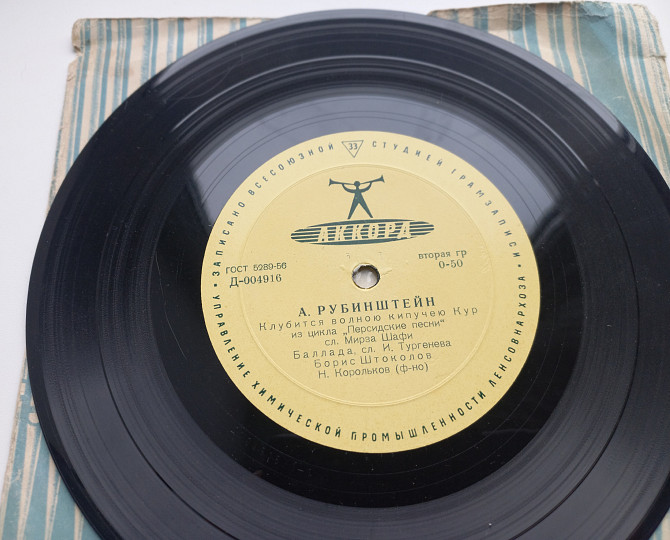 ЗАПИСАНО ВСЕСОЮЗНОЙ 33 СТУДИЕЙ ГРАМЗАПИСИ
АККОРД
ГОСТ 5289-56
Д-004916
вторая гр
0-50
А. РУБИНШТЕЙН
Клубится волною кипучею Кур
из цикла „Персидские песни"
сл. Мирза Шафи
Баллада, сл. И. Тургенева
Борис Штоколов
Н. Корольков (ф-но)
• УПРАВЛЕНИЕ ХИМИЧЕСКОЙ ПРОМЫШЛЕННОСТИ ЛЕНСОВНАРХОЗА •